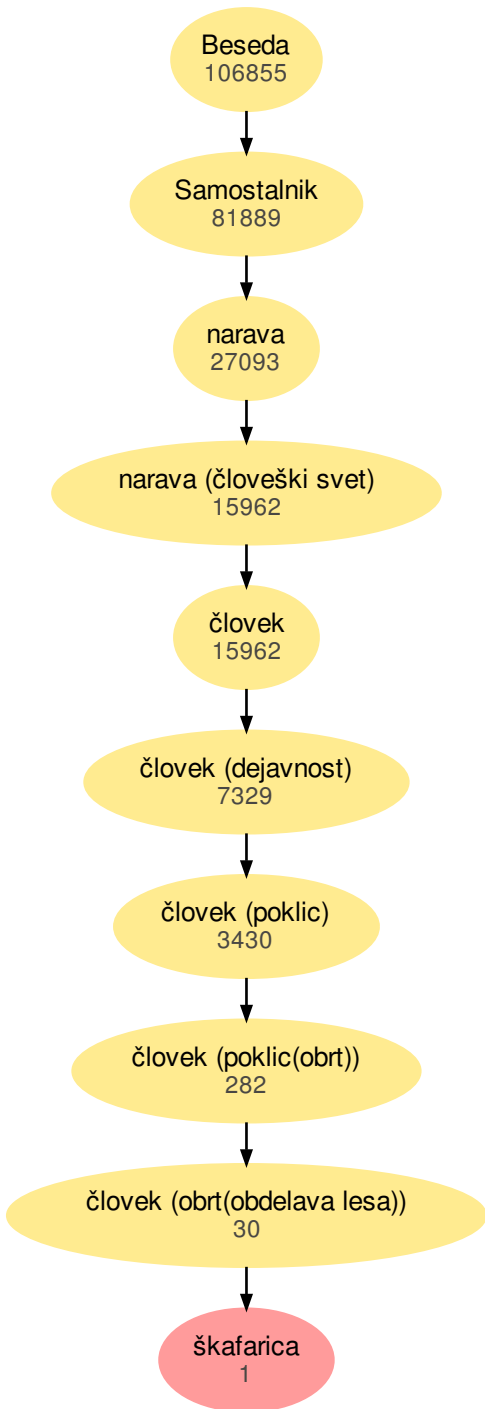 Beseda
106855
Samostalnik
81889
narava
27093
narava (človeški svet)
15962
človek
15962
človek (dejavnost)
7329
človek (poklic)
3430
človek (poklic(obrt))
282
človek (obrt(obdelava lesa))
30
škafarica
1